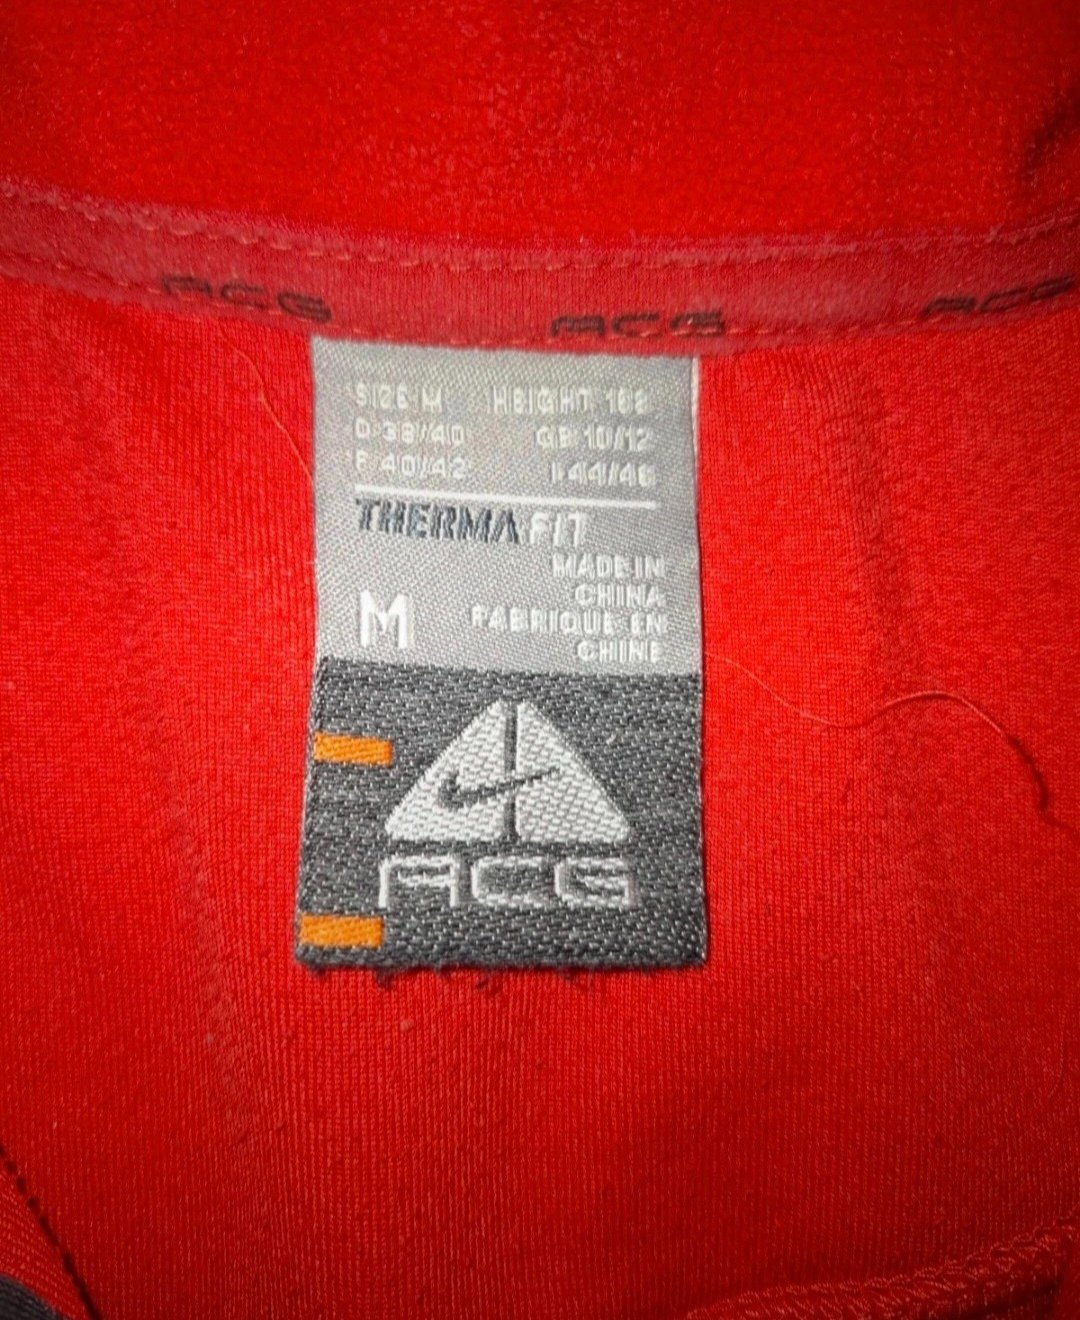 ACG ACG ACG
SIZE M HEIGHT 168
D 38/40 GB 10/12
F 40/42 I 44/46
THERMA FIT
MADE IN
CHINA
M FABRIQUE EN
CHINE
ACG